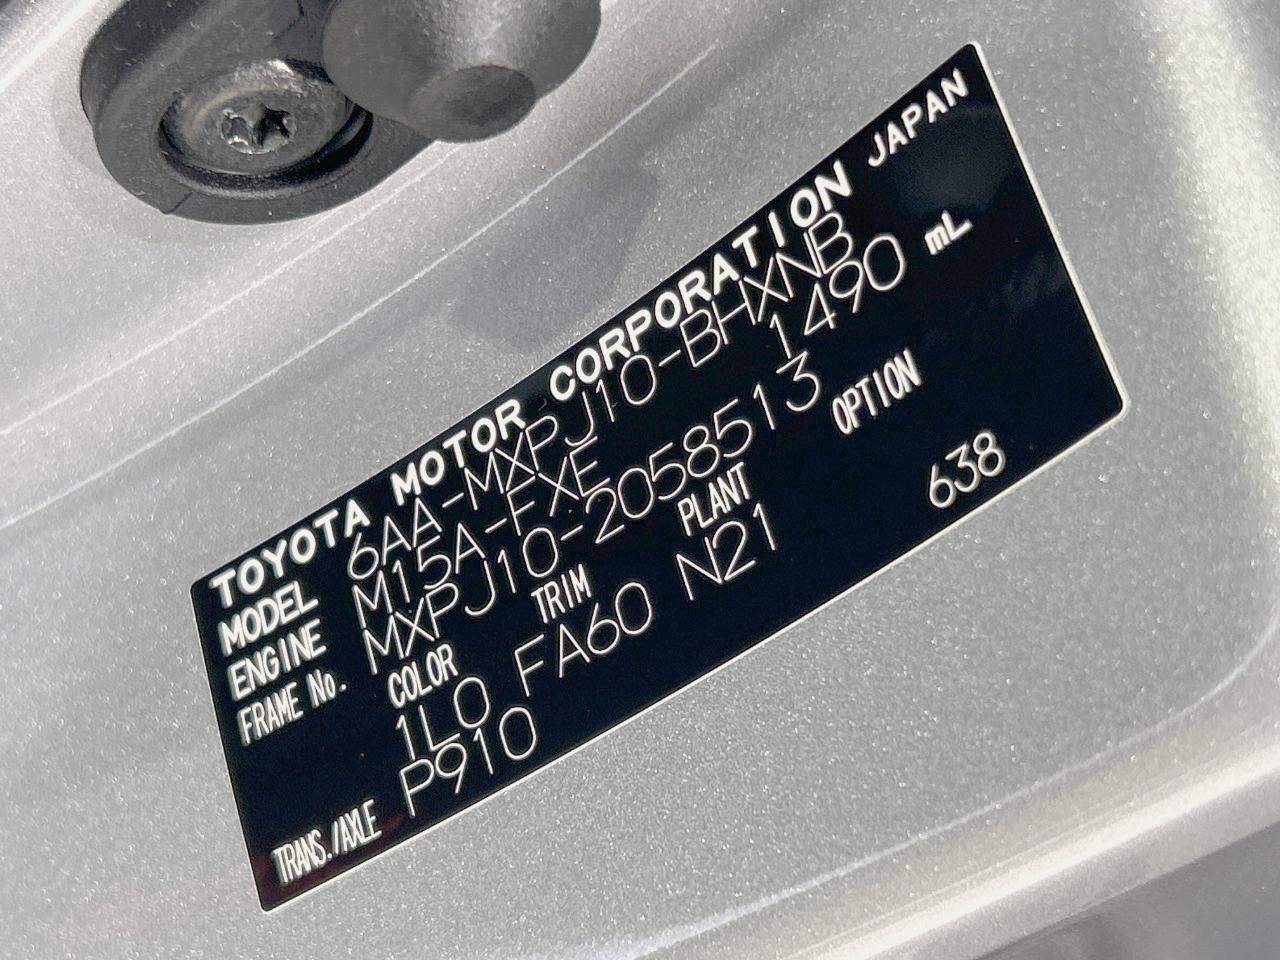 TOYOTA MOTOR CORPORATION JAPAN
MODEL 6AA-MXPJ10-BHXNB
ENGINE M15A-FXE 1490 mL
FRAME No. MXPJ10-2058513
COLOR TRIM PLANT OPTION
1L0 FA60 N21 638
TRANS./AXLE P910